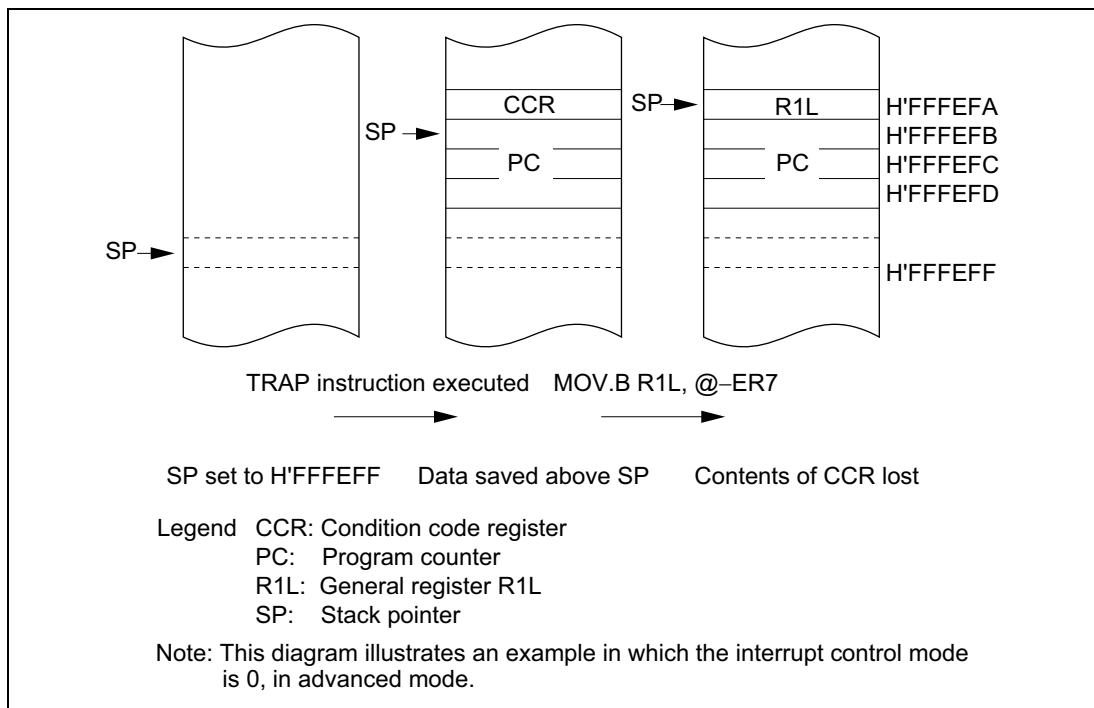 SP
CCR
SP
R1L
H'FFFEFA
SP
H'FFFEFB
PC
PC
H'FFFEFC
H'FFFEFD
SP
H'FFFEFF
TRAP instruction executed
MOV.B R1L, @–ER7
SP set to H'FFFEFF
Data saved above SP
Contents of CCR lost
Legend CCR: Condition code register
PC: Program counter
R1L: General register R1L
SP: Stack pointer
Note: This diagram illustrates an example in which the interrupt control mode
is 0, in advanced mode.